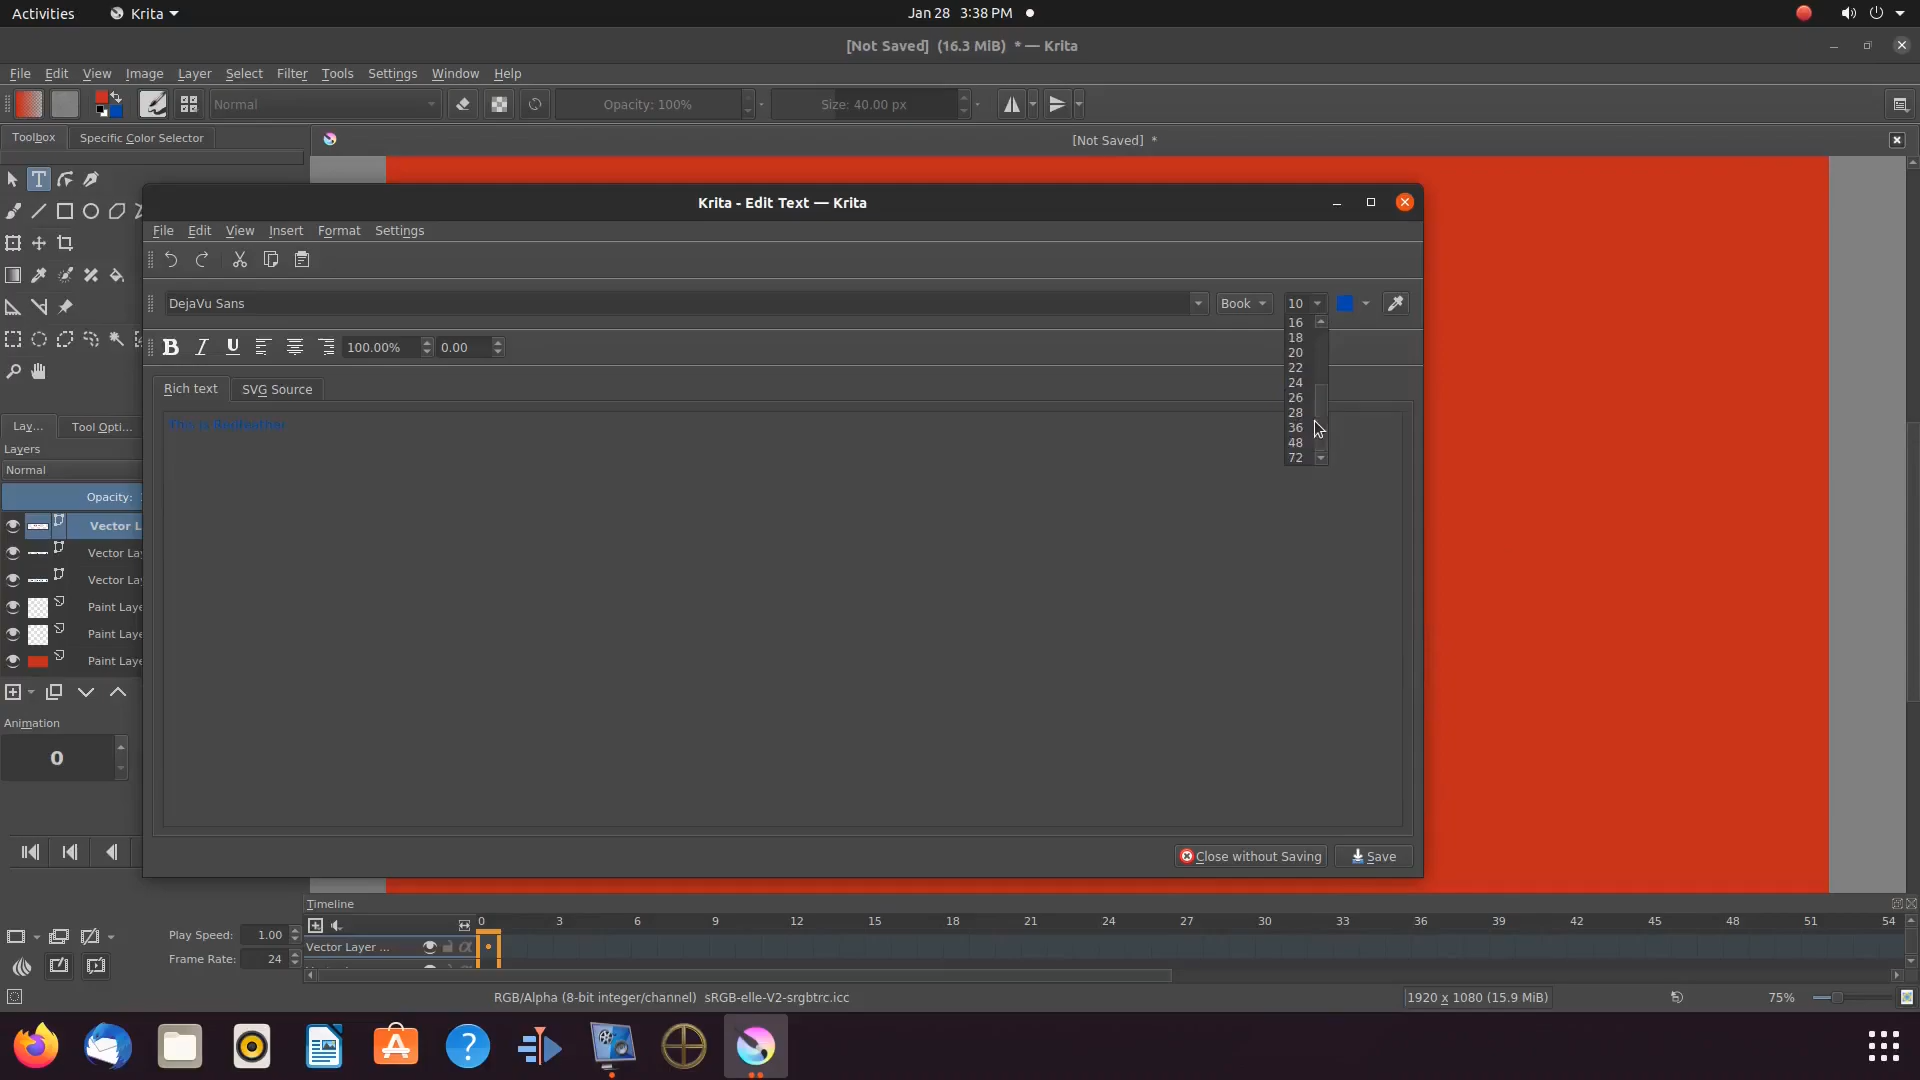 Activities Krita Jan 28 3:38 PM
[Not Saved] (16.3 MiB) * — Krita
File Edit View Image Layer Select Filter Tools Settings Window Help
Normal Opacity: 100% Size: 40.00 px
Toolbox Specific Color Selector [Not Saved] *
Krita - Edit Text — Krita
File Edit View Insert Format Settings
DejaVu Sans Book 10
16
18
20
22
24
26
28
36
48
72
100.00% 0.00
Rich text SVG Source
This is
Lay... Tool Opti...
Layers
Normal
Opacity:
Vector L
Vector La
Vector La
Paint Laye
Paint Laye
Paint Laye
Animation
0
Close without Saving Save
Timeline
0 3 6 9 12 15 18 21 24 27 30 33 36 39 42 45 48 51 54
Play Speed: 1.00
Vector Layer ...
Frame Rate: 24
RGB/Alpha (8-bit integer/channel) sRGB-elle-V2-srgbtrc.icc 1920 x 1080 (15.9 MiB) 75%